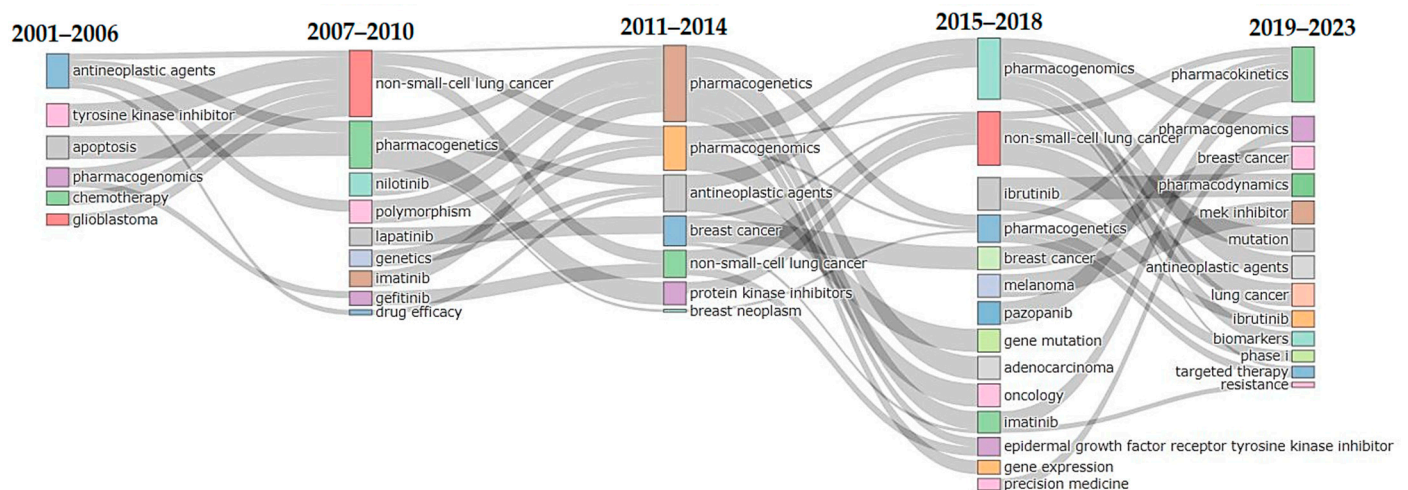 2001–2006
antineoplastic agents
tyrosine kinase inhibitor
apoptosis
pharmacogenomics
chemotherapy
glioblastoma
2007–2010
non-small-cell lung cancer
pharmacogenetics
nilotinib
polymorphism
lapatinib
genetics
imatinib
gefitinib
drug efficacy
2011–2014
pharmacogenetics
pharmacogenomics
antineoplastic agents
breast cancer
non-small-cell lung cancer
protein kinase inhibitors
breast neoplasm
2015–2018
pharmacogenomics
non-small-cell lung cancer
ibrutinib
pharmacogenetics
breast cancer
melanoma
pazopanib
gene mutation
adenocarcinoma
oncology
imatinib
epidermal growth factor receptor tyrosine kinase inhibitor
gene expression
precision medicine
2019–2023
pharmacokinetics
pharmacogenomics
breast cancer
pharmacodynamics
mek inhibitor
mutation
antineoplastic agents
lung cancer
ibrutinib
biomarkers
phase i
targeted therapy
resistance